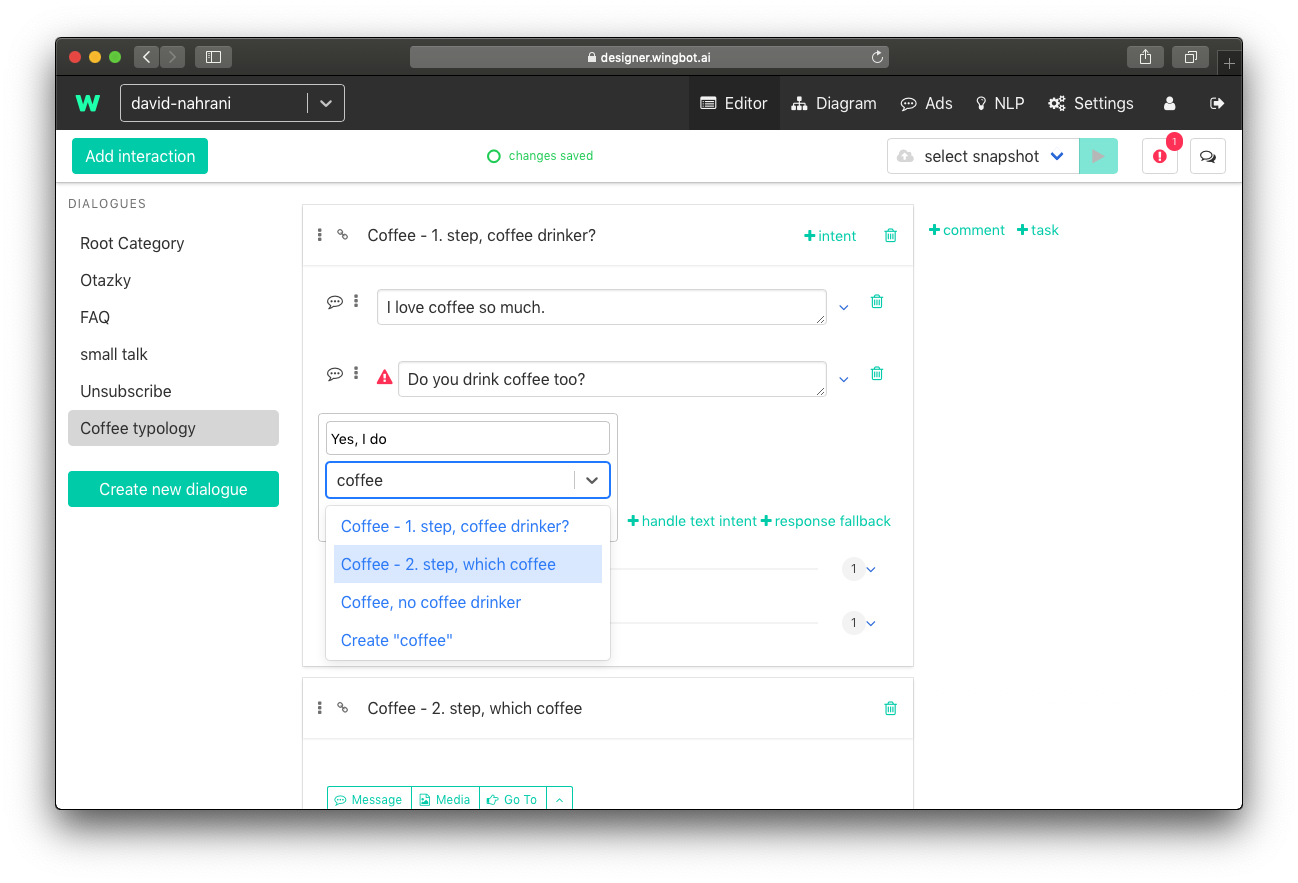 designer.wingbot.ai
W
david-nahrani
Editor
Diagram
Ads
NLP
Settings
Add interaction
changes saved
select snapshot
1
DIALOGUES
Root Category
Otazky
FAQ
small talk
Unsubscribe
Coffee typology
Create new dialogue
Coffee - 1. step, coffee drinker?
+intent
+comment
+task
I love coffee so much.
Do you drink coffee too?
Yes, I do
coffee
Coffee - 1. step, coffee drinker?
Coffee - 2. step, which coffee
Coffee, no coffee drinker
Create "coffee"
+handle text intent
+response fallback
1
1
Coffee - 2. step, which coffee
Message
Media
Go To